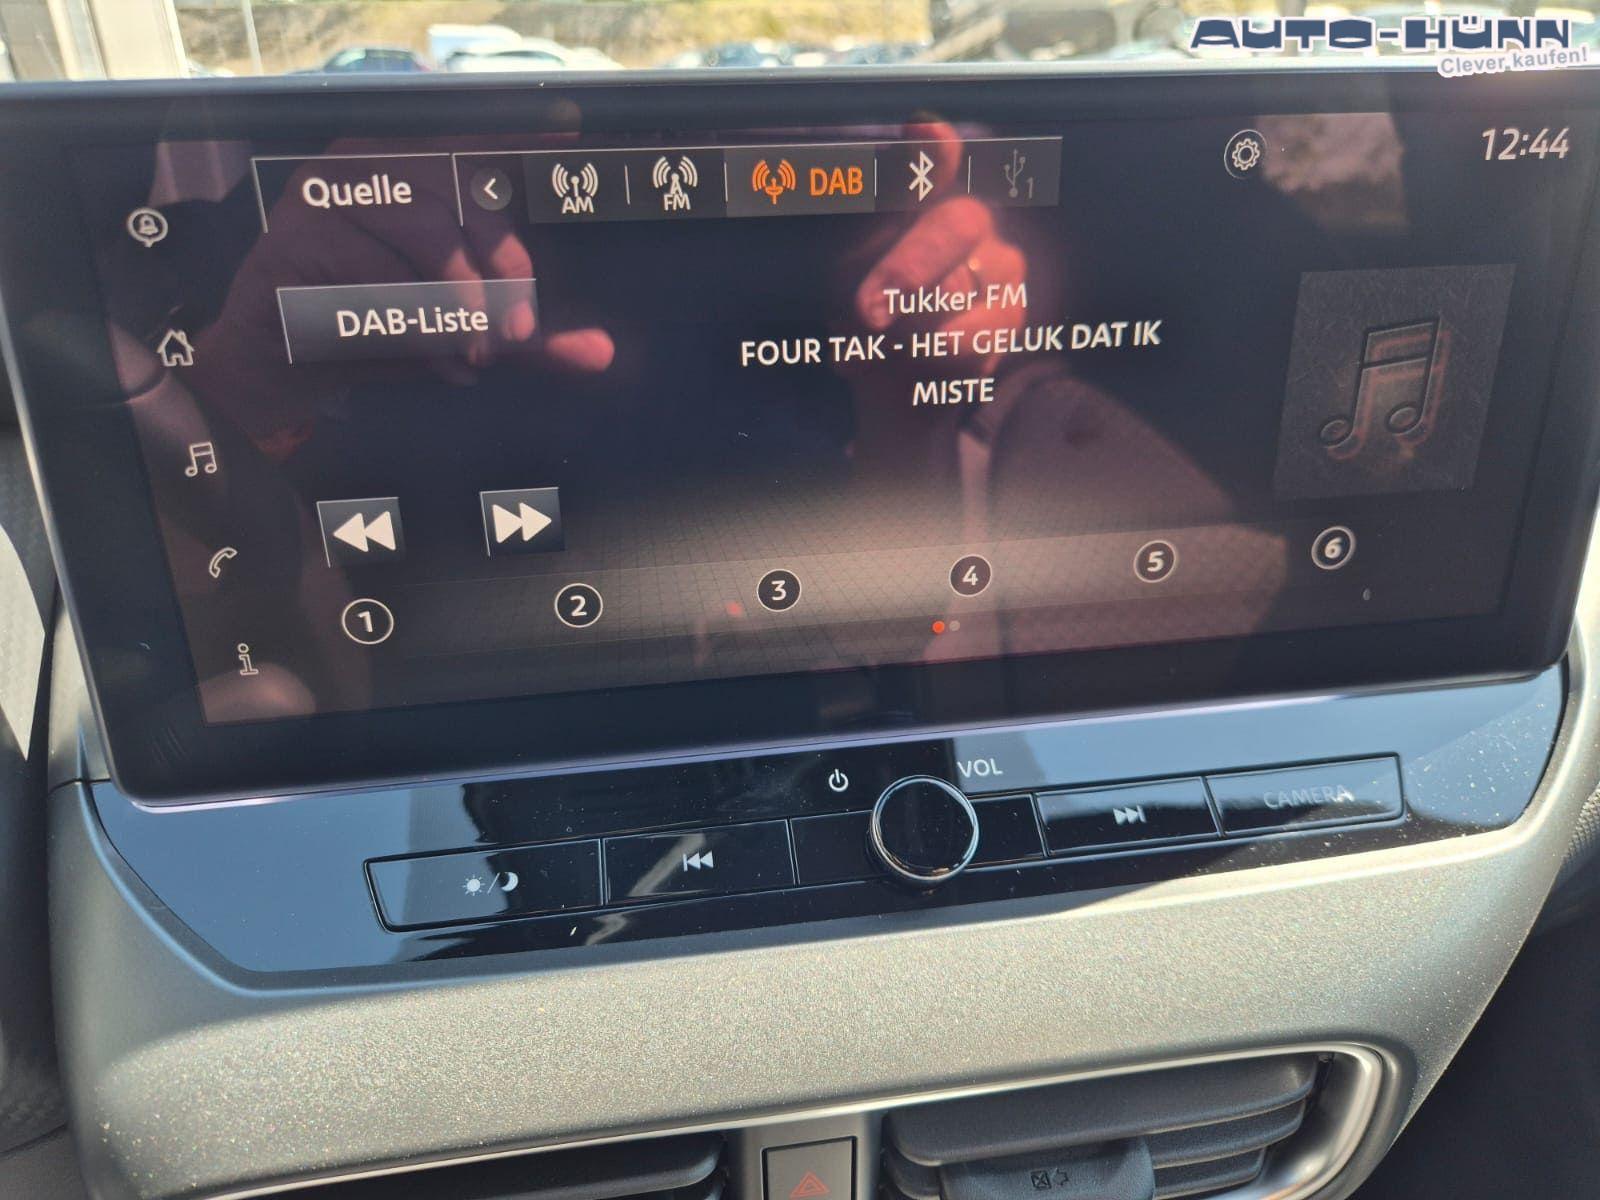 AUTO-HÜNN
Clever kaufen!
12:44
Quelle
AM
FM
DAB
1
DAB-Liste
Tukker FM
FOUR TAK - HET GELUK DAT IK
MISTE
1
2
3
4
5
6
VOL
CAMERA